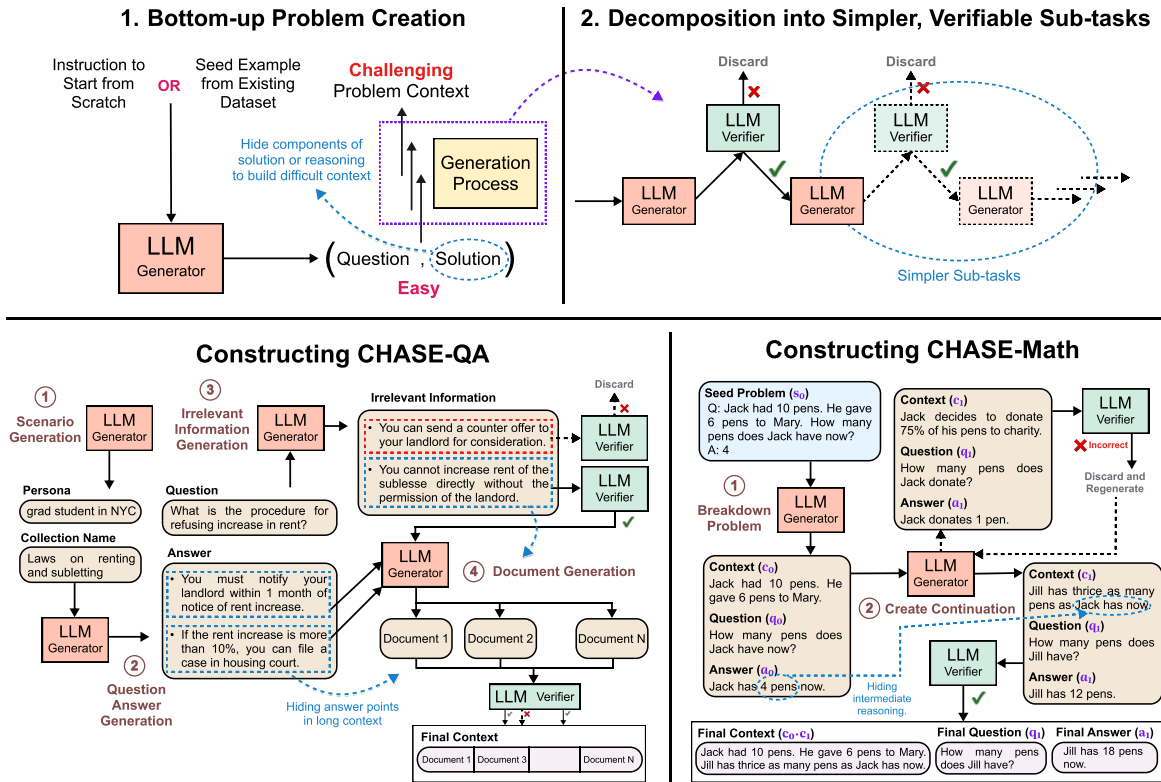 1. Bottom-up Problem Creation
Instruction to
Start from
Scratch
OR
Seed Example
from Existing
Dataset
Challenging
Problem Context
Hide components of
solution or reasoning
to build difficult context
Generation
Process
LLM
Generator
(Question , Solution)
Easy
2. Decomposition into Simpler, Verifiable Sub-tasks
Discard
Discard
LLM
Verifier
LLM
Verifier
LLM
Generator
LLM
Generator
LLM
Generator
Simpler Sub-tasks
Constructing CHASE-QA
1
Scenario
Generation
LLM
Generator
Persona
grad student in NYC
Collection Name
Laws on renting
and subletting
LLM
Generator
2
Question
Answer
Generation
3
Irrelevant
Information
Generation
LLM
Generator
Question
What is the procedure for
refusing increase in rent?
Answer
• You must notify your
landlord within 1 month of
notice of rent increase.
• If the rent increase is more
than 10%, you can file a
case in housing court.
Hiding answer points
in long context
Irrelevant Information
• You can send a counter offer to
your landlord for consideration.
• You cannot increase rent of the
sublesse directly without the
permission of the landord.
Discard
LLM
Verifier
LLM
Verifier
LLM
Generator
4 Document Generation
Document 1
Document 2
Document N
LLM Verifier
Final Context
Document 1
Document 3
Document N
Constructing CHASE-Math
Seed Problem (s0)
Q: Jack had 10 pens. He gave
6 pens to Mary. How many
pens does Jack have now?
A: 4
1
Breakdown
Problem
LLM
Generator
Context (c0)
Jack had 10 pens. He
gave 6 pens to Mary.
Question (q0)
How many pens does
Jack have now?
Answer (a0)
Jack has 4 pens now.
Context (c1)
Jack decides to donate
75% of his pens to charity.
Question (q1)
How many pens does
Jack donate?
Answer (a1)
Jack donates 1 pen.
LLM
Verifier
Incorrect
Discard and
Regenerate
LLM
Generator
2 Create Continuation
Context (c1)
Jill has thrice as many
pens as Jack has now.
Question (q1)
How many pens does
Jill have?
Answer (a1)
Jill has 12 pens.
LLM
Verifier
Hiding
intermediate
reasoning.
Final Context (c0·c1)
Jack had 10 pens. He gave 6 pens to Mary.
Jill has thrice as many pens as Jack has now.
Final Question (q1)
How many pens
does Jill have?
Final Answer (a1)
Jill has 18 pens
now.